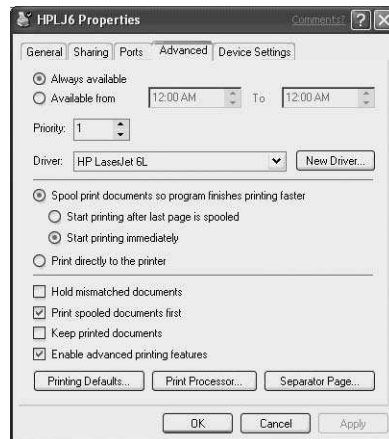 HPLJ6 Properties Comments? ? X
General Sharing Ports Advanced Device Settings
Always available
Available from 12:00 AM To 12:00 AM
Priority: 1
Driver: HP LaserJet 6L New Driver...
Spool print documents so program finishes printing faster
Start printing after last page is spooled
Start printing immediately
Print directly to the printer
Hold mismatched documents
Print spooled documents first
Keep printed documents
Enable advanced printing features
Printing Defaults... Print Processor... Separator Page...
OK Cancel Apply